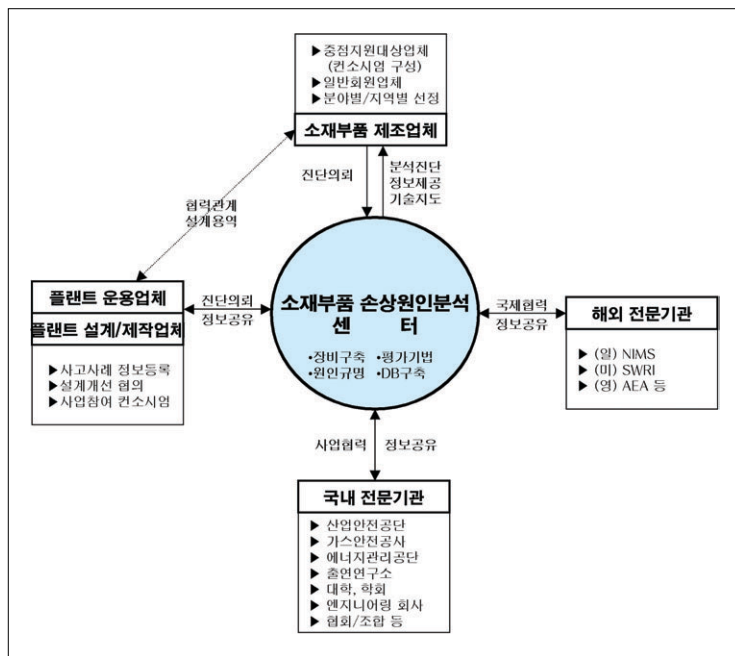 ▶중점지원대상업체
(컨소시엄 구성)
▶일반회원업체
▶분야별/지역별 선정
소재부품 제조업체
진단의뢰
분석진단
정보제공
기술지도
협력관계
설계용역
플랜트 운용업체
플랜트 설계/제작업체
▶사고사례 정보등록
▶설계개선 협의
▶사업참여 컨소시엄
진단의뢰
정보공유
소재부품 손상원인분석
센 터
•장비구축 •평가기법
•원인규명 •DB구축
국제협력
정보공유
해외 전문기관
▶ (일) NIMS
▶ (미) SWRI
▶ (영) AEA 등
사업협력 정보공유
국내 전문기관
▶ 산업안전공단
▶ 가스안전공사
▶ 에너지관리공단
▶ 출연연구소
▶ 대학, 학회
▶ 엔지니어링 회사
▶ 협회/조합 등